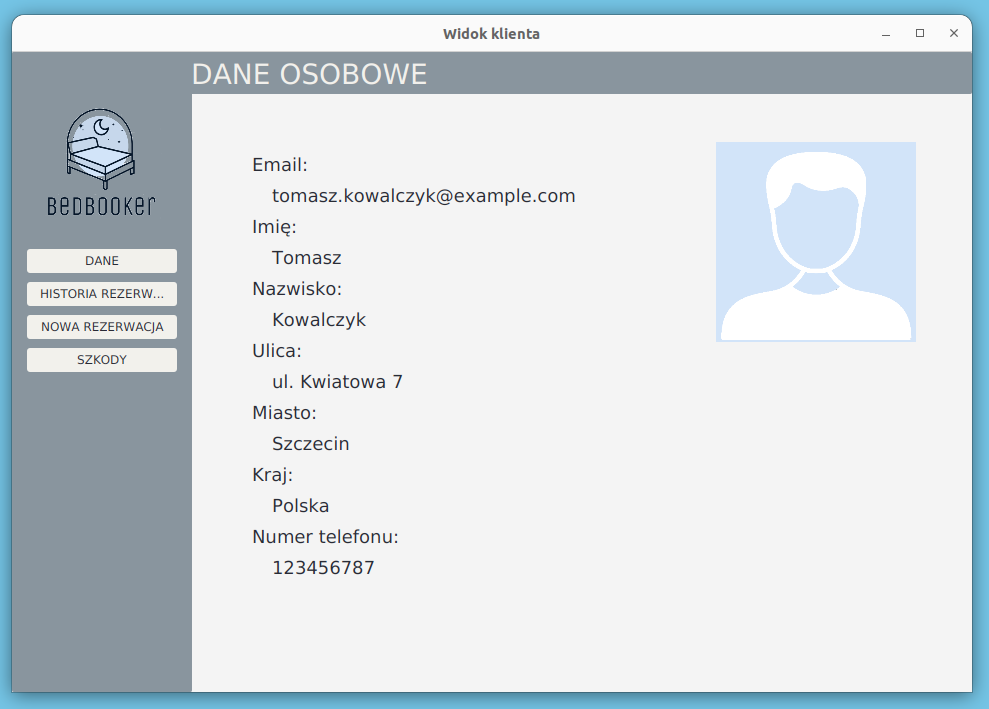 Widok klienta
DANE OSOBOWE
BEDBOOKER
DANE
HISTORIA REZERW...
NOWA REZERWACJA
SZKODY
Email:
tomasz.kowalczyk@example.com
Imię:
Tomasz
Nazwisko:
Kowalczyk
Ulica:
ul. Kwiatowa 7
Miasto:
Szczecin
Kraj:
Polska
Numer telefonu:
123456787